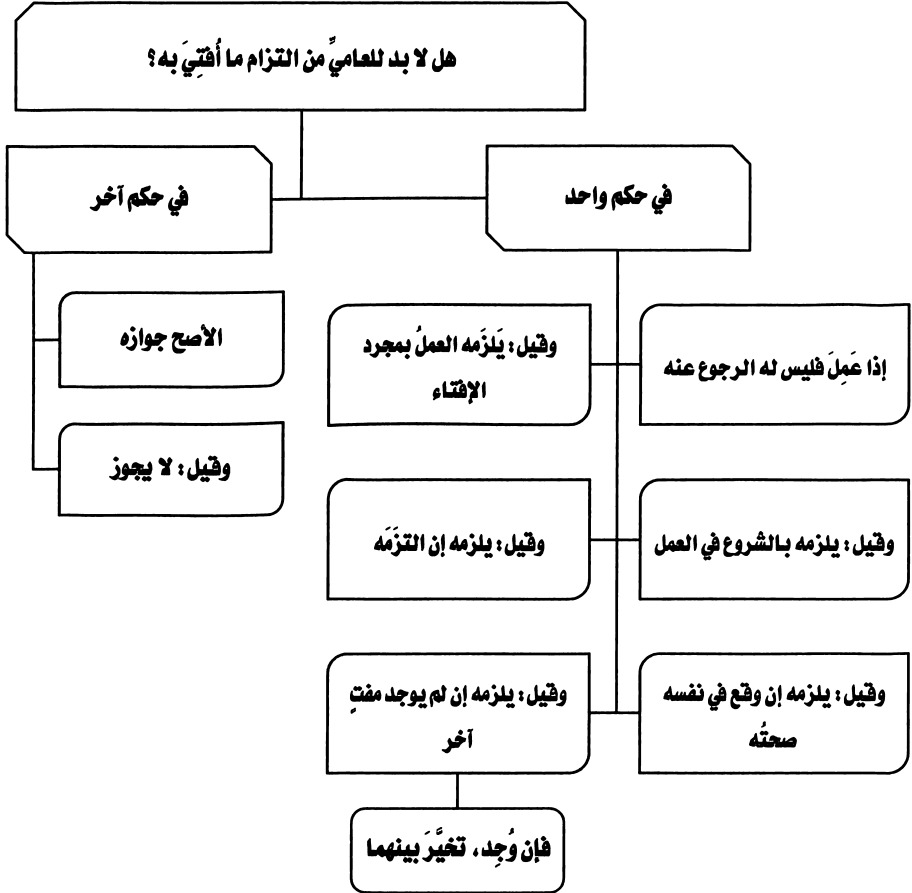 هل لا بد للعاميِّ من التزام ما أُفتِيَ به؟
في حكم واحد
في حكم آخر
إذا عَمِلَ فليس له الرجوع عنه
وقيل: يَلزَمه العملُ بمجرد
الإفتاء
وقيل: يلزمه بالشروع في العمل
وقيل: يلزمه إن التزَمَه
وقيل: يلزمه إن وقع في نفسه
صحتُه
وقيل: يلزمه إن لم يوجد مفتٍ
آخر
فإن وُجِد، تخيَّرَ بينهما
الأصح جوازه
وقيل: لا يجوز